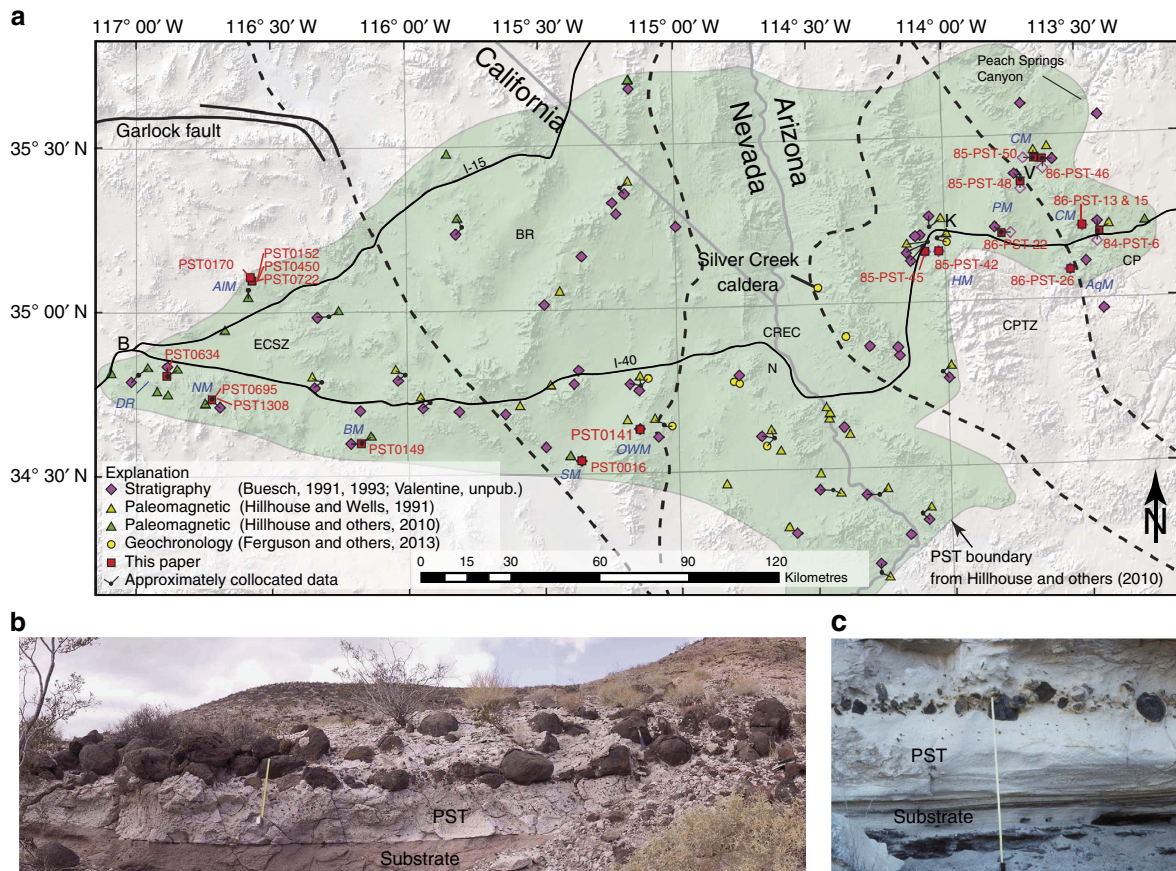 a
117° 00' W
116° 30' W
116° 00' W
115° 30' W
115° 00' W
114° 30' W
114° 00' W
113° 30' W
35° 30' N
35° 00' N
34° 30' N
Garlock fault
California
Nevada
Arizona
Peach Springs
Canyon
I-15
BR
CM
85-PST-50
V
86-PST-46
85-PST-48
PM
CM
86-PST-13 & 15
K
86-PST-22
84-PST-6
CP
85-PST-45
85-PST-42
HM
86-PST-26
AqM
CPTZ
Silver Creek
caldera
PST0170
PST0152
PST0450
PST0722
AIM
B
ECSZ
CREC
N
I-40
PST0634
DR
NM
PST0695
PST1308
BM
PST0149
PST0141
OWM
SM
PST0016
Explanation
Stratigraphy (Buesch, 1991, 1993; Valentine, unpub.)
Paleomagnetic (Hillhouse and Wells, 1991)
Paleomagnetic (Hillhouse and others, 2010)
Geochronology (Ferguson and others, 2013)
This paper
Approximately collocated data
0 15 30 60 90 120
Kilometres
N
PST boundary
from Hillhouse and others (2010)
b
PST
Substrate
c
PST
Substrate